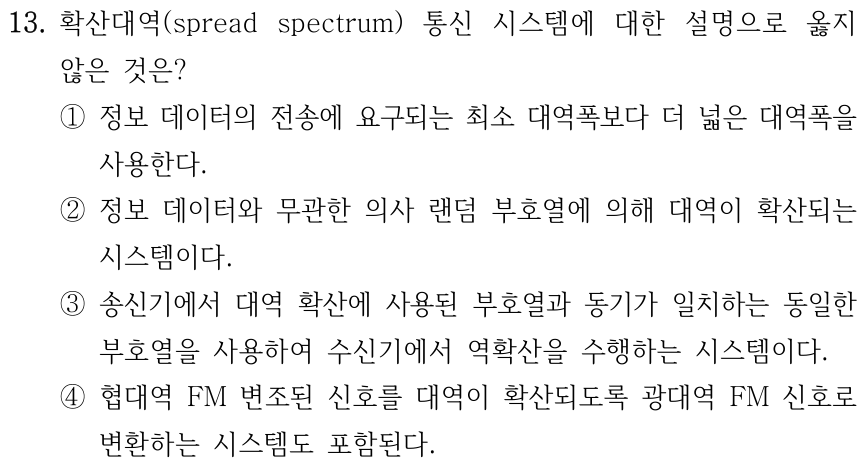 13. 확산대역(spread spectrum) 통신 시스템에 대한 설명으로 옳지
않은 것은?
① 정보 데이터의 전송에 요구되는 최소 대역폭보다 더 넓은 대역폭을
사용한다.
② 정보 데이터와 무관한 의사 랜덤 부호열에 의해 대역이 확산되는
시스템이다.
③ 송신기에서 대역 확산에 사용된 부호열과 동기가 일치하는 동일한
부호열을 사용하여 수신기에서 역확산을 수행하는 시스템이다.
④ 협대역 FM 변조된 신호를 대역이 확산되도록 광대역 FM 신호로
변환하는 시스템도 포함된다.